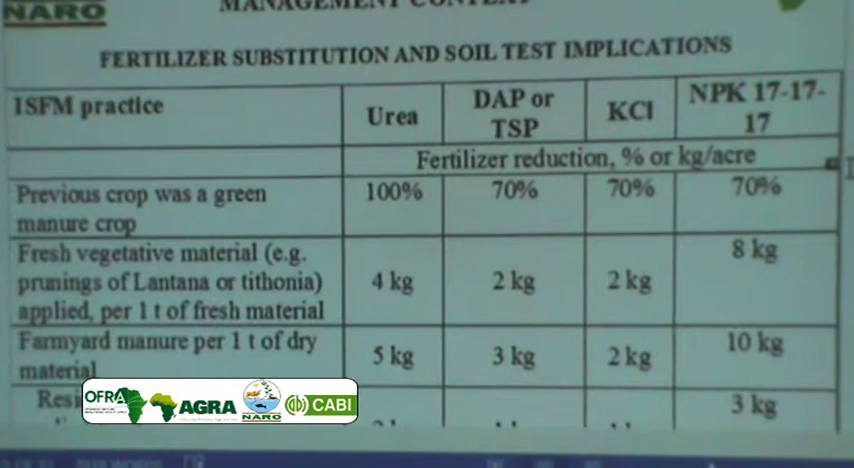 NARO
MANAGEMENT CONTEXT
FERTILIZER SUBSTITUTION AND SOIL TEST IMPLICATIONS
ISFM practice
Urea
DAP or
TSP
KCl
NPK 17-17-
17
Fertilizer reduction, % or kg/acre
Previous crop was a green
manure crop
100%
70%
70%
70%
Fresh vegetative material (e.g.
prunings of Lantana or tithonia)
applied, per 1 t of fresh material
4 kg
2 kg
2 kg
8 kg
Farmyard manure per 1 t of dry
material
5 kg
3 kg
2 kg
10 kg
3 kg
OFRA
AGRA
NARO
CABI